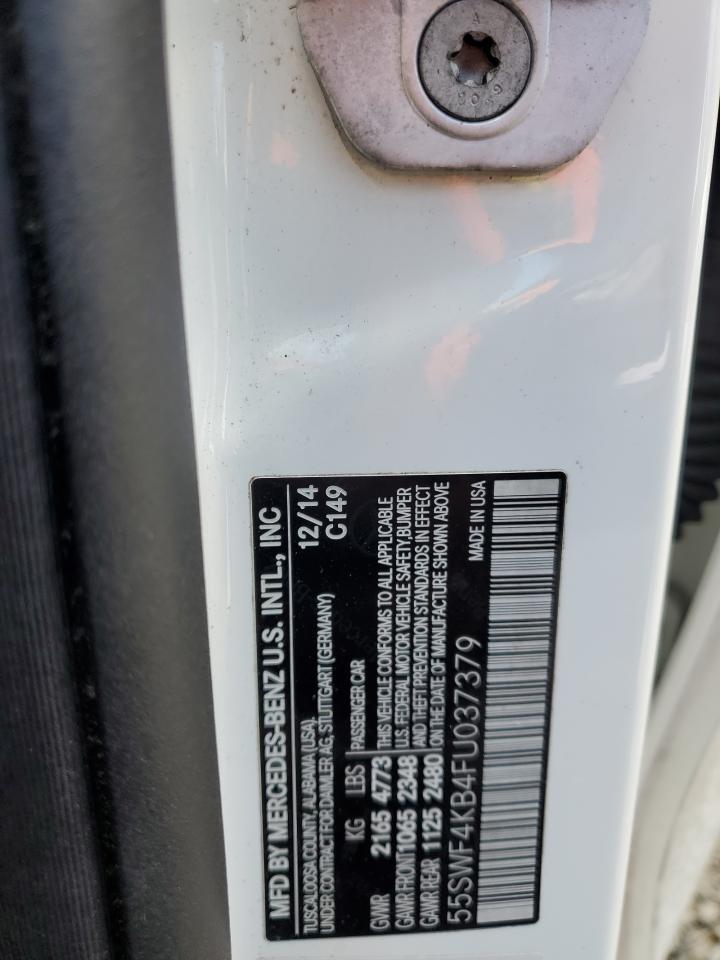 MFD BY MERCEDES-BENZ U.S. INTL., INC
TUSCALOOSA COUNTY, ALABAMA (USA).
UNDER CONTRACT FOR DAIMLER AG, STUTTGART (GERMANY)
12/14
C149
KG LBS PASSENGER CAR
GVWR 2165 4773
GAWR FRONT 1065 2348
GAWR REAR 1125 2480
THIS VEHICLE CONFORMS TO ALL APPLICABLE
U.S. FEDERAL MOTOR VEHICLE SAFETY,BUMPER
AND THEFT PREVENTION STANDARDS IN EFFECT
ON THE DATE OF MANUFACTURE SHOWN ABOVE
55SWF4KB4FU037379
MADE IN USA